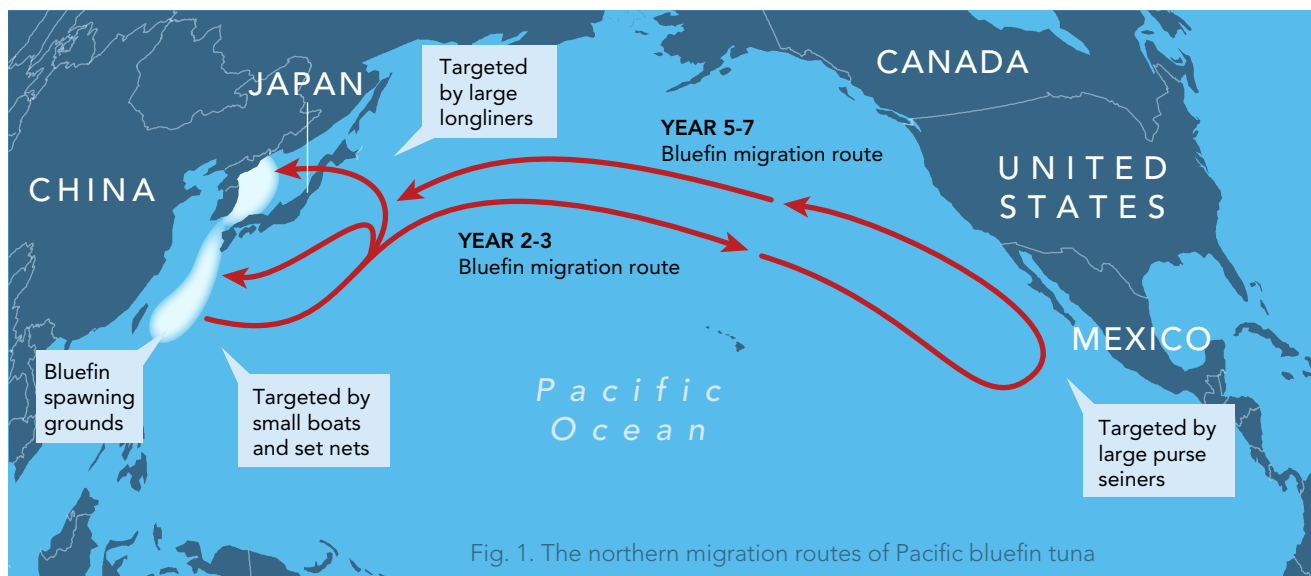 JAPAN
Targeted
by large
longliners
CANADA
YEAR 5-7
Bluefin migration route
CHINA
UNITED
STATES
YEAR 2-3
Bluefin migration route
MEXICO
Bluefin
spawning
grounds
Targeted by
small boats
and set nets
Pacific
Ocean
Targeted by
large purse
seiners
Fig. 1. The northern migration routes of Pacific bluefin tuna